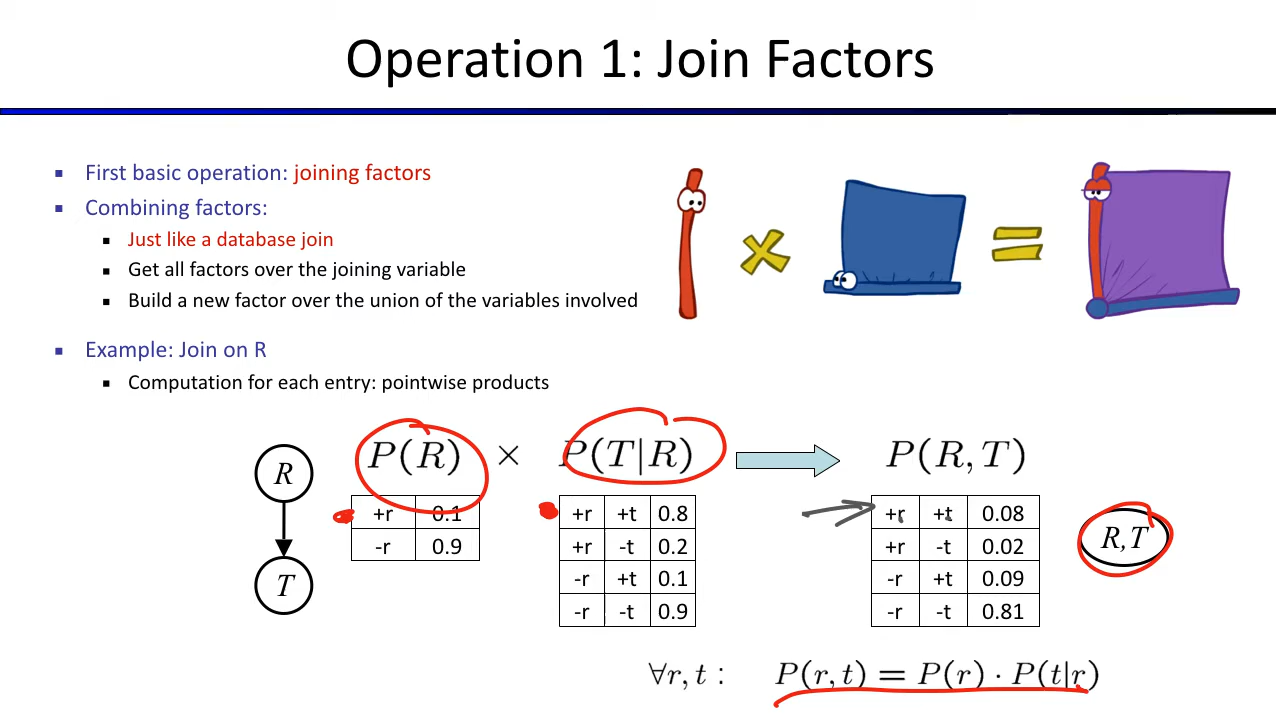 Operation 1: Join Factors
▪ First basic operation: joining factors
▪ Combining factors:
▪ Just like a database join
▪ Get all factors over the joining variable
▪ Build a new factor over the union of the variables involved
▪ Example: Join on R
▪ Computation for each entry: pointwise products
R
T
P(R) × P(T|R) P(R, T)
+r 0.1
-r 0.9
+r +t 0.8
+r -t 0.2
-r +t 0.1
-r -t 0.9
+r +t 0.08
+r -t 0.02
-r +t 0.09
-r -t 0.81
R,T
∀r, t : P(r, t) = P(r) · P(t|r)